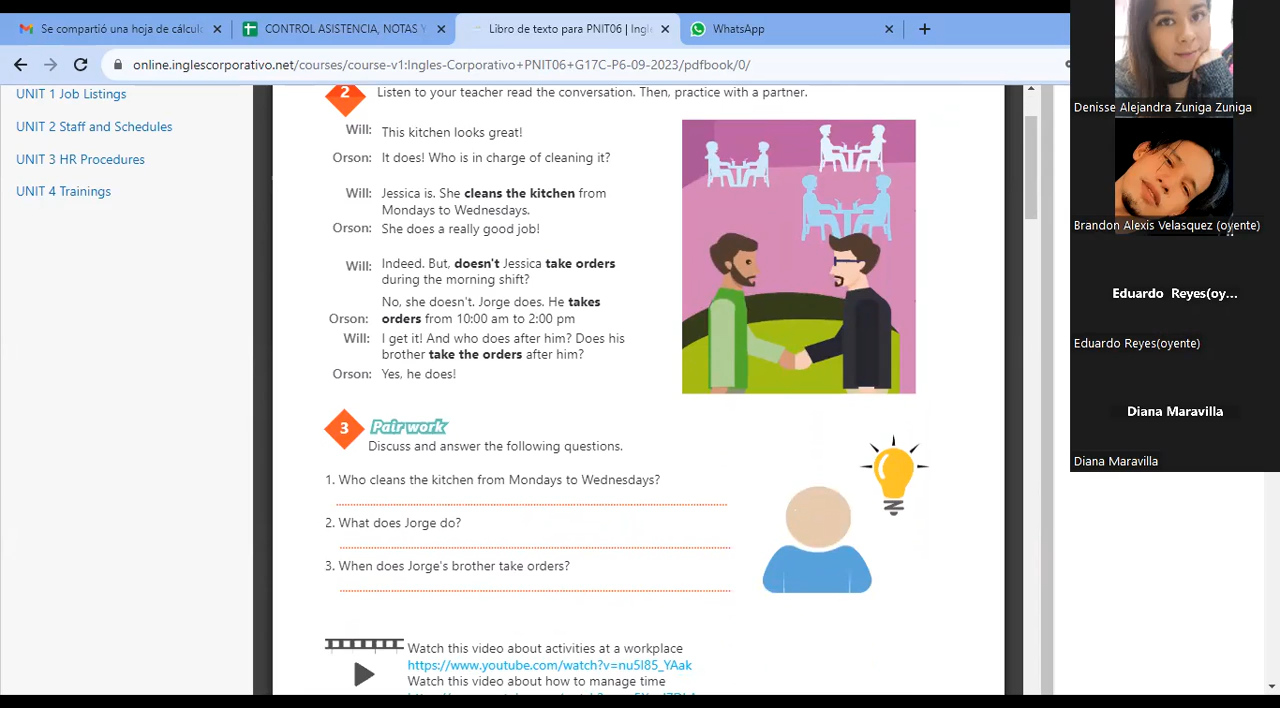 Se compartió una hoja de cálculo
CONTROL ASISTENCIA, NOTAS Y
Libro de texto para PNIT06 | Ingle
WhatsApp
online.inglescorporativo.net/courses/course-v1:Ingles-Corporativo+PNIT06+G17C-P6-09-2023/pdfbook/0/
UNIT 1 Job Listings
UNIT 2 Staff and Schedules
UNIT 3 HR Procedures
UNIT 4 Trainings
2 Listen to your teacher read the conversation. Then, practice with a partner.
Will: This kitchen looks great!
Orson: It does! Who is in charge of cleaning it?
Will: Jessica is. She cleans the kitchen from
Mondays to Wednesdays.
Orson: She does a really good job!
Will: Indeed. But, doesn't Jessica take orders
during the morning shift?
No, she doesn't. Jorge does. He takes
Orson: orders from 10:00 am to 2:00 pm
Will: I get it! And who does after him? Does his
brother take the orders after him?
Orson: Yes, he does!
3 Pair work
Discuss and answer the following questions.
1. Who cleans the kitchen from Mondays to Wednesdays?
2. What does Jorge do?
3. When does Jorge's brother take orders?
Watch this video about activities at a workplace
https://www.youtube.com/watch?v=nu5I85_YAak
Watch this video about how to manage time
Denisse Alejandra Zuniga Zuniga
Brandon Alexis Velasquez (oyente)
Eduardo Reyes(oy...
Eduardo Reyes(oyente)
Diana Maravilla
Diana Maravilla